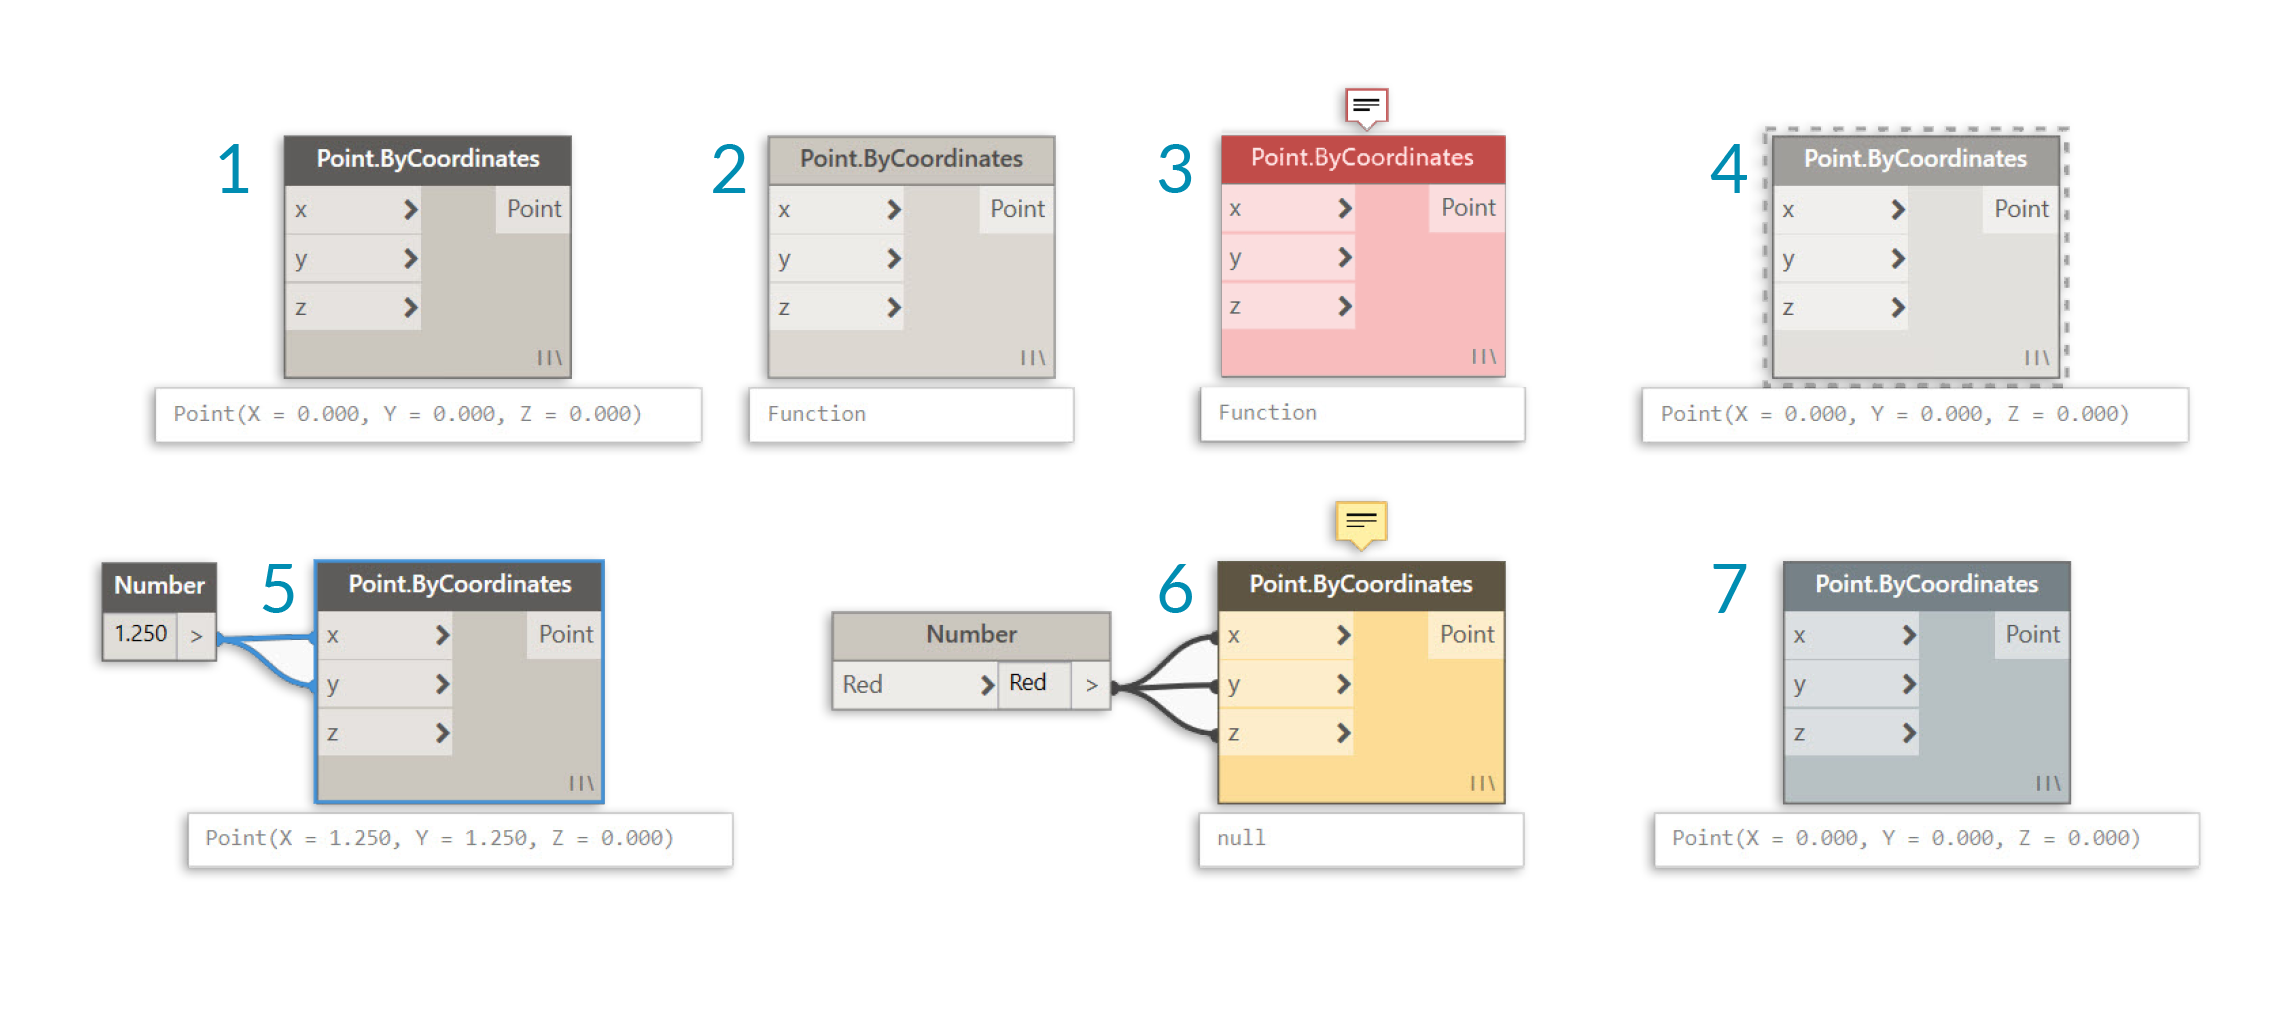 1
Point.ByCoordinates
x > Point
y >
z >
||\
Point(X = 0.000, Y = 0.000, Z = 0.000)
2
Point.ByCoordinates
x > Point
y >
z >
||\
Function
3
Point.ByCoordinates
x > Point
y >
z >
||\
Function
4
Point.ByCoordinates
x > Point
y >
z >
||\
Point(X = 0.000, Y = 0.000, Z = 0.000)
Number
1.250 >
5
Point.ByCoordinates
x > Point
y >
z >
||\
Point(X = 1.250, Y = 1.250, Z = 0.000)
Number
Red > Red >
6
Point.ByCoordinates
x > Point
y >
z >
||\
null
7
Point.ByCoordinates
x > Point
y >
z >
||\
Point(X = 0.000, Y = 0.000, Z = 0.000)